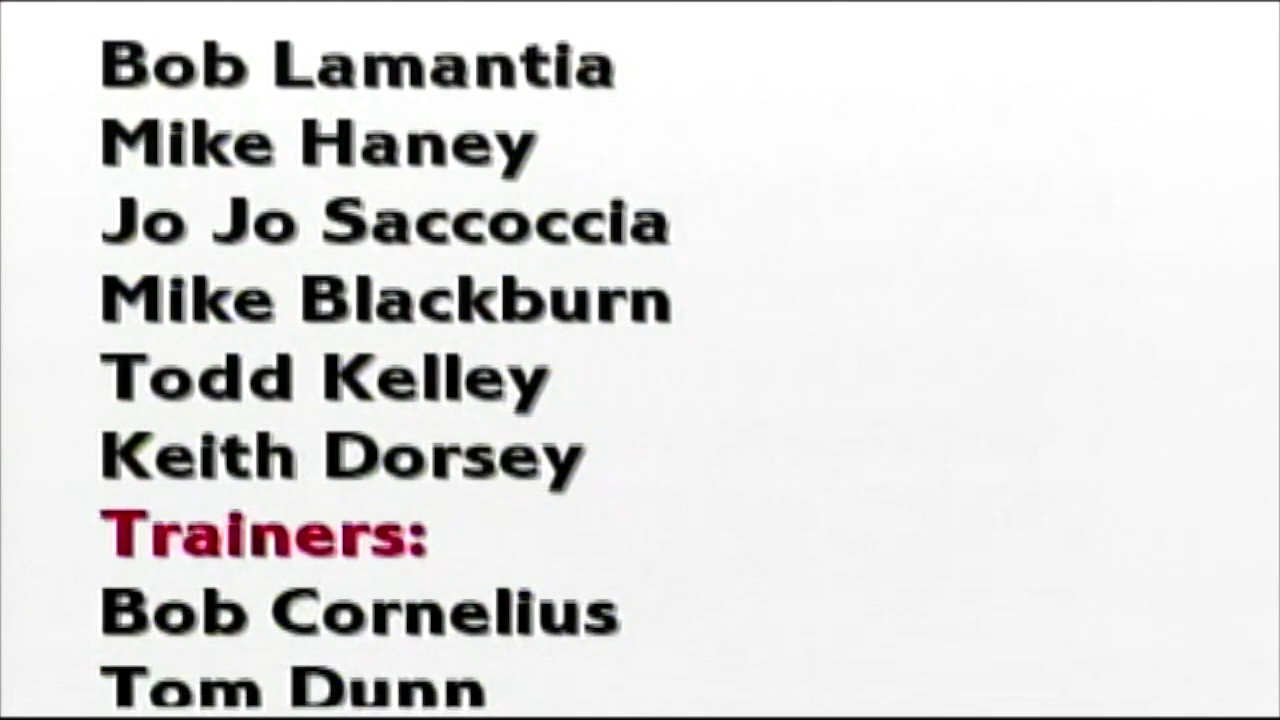 Bob Lamantia
Mike Haney
Jo Jo Saccoccia
Mike Blackburn
Todd Kelley
Keith Dorsey
Trainers:
Bob Cornelius
Tom Dunn